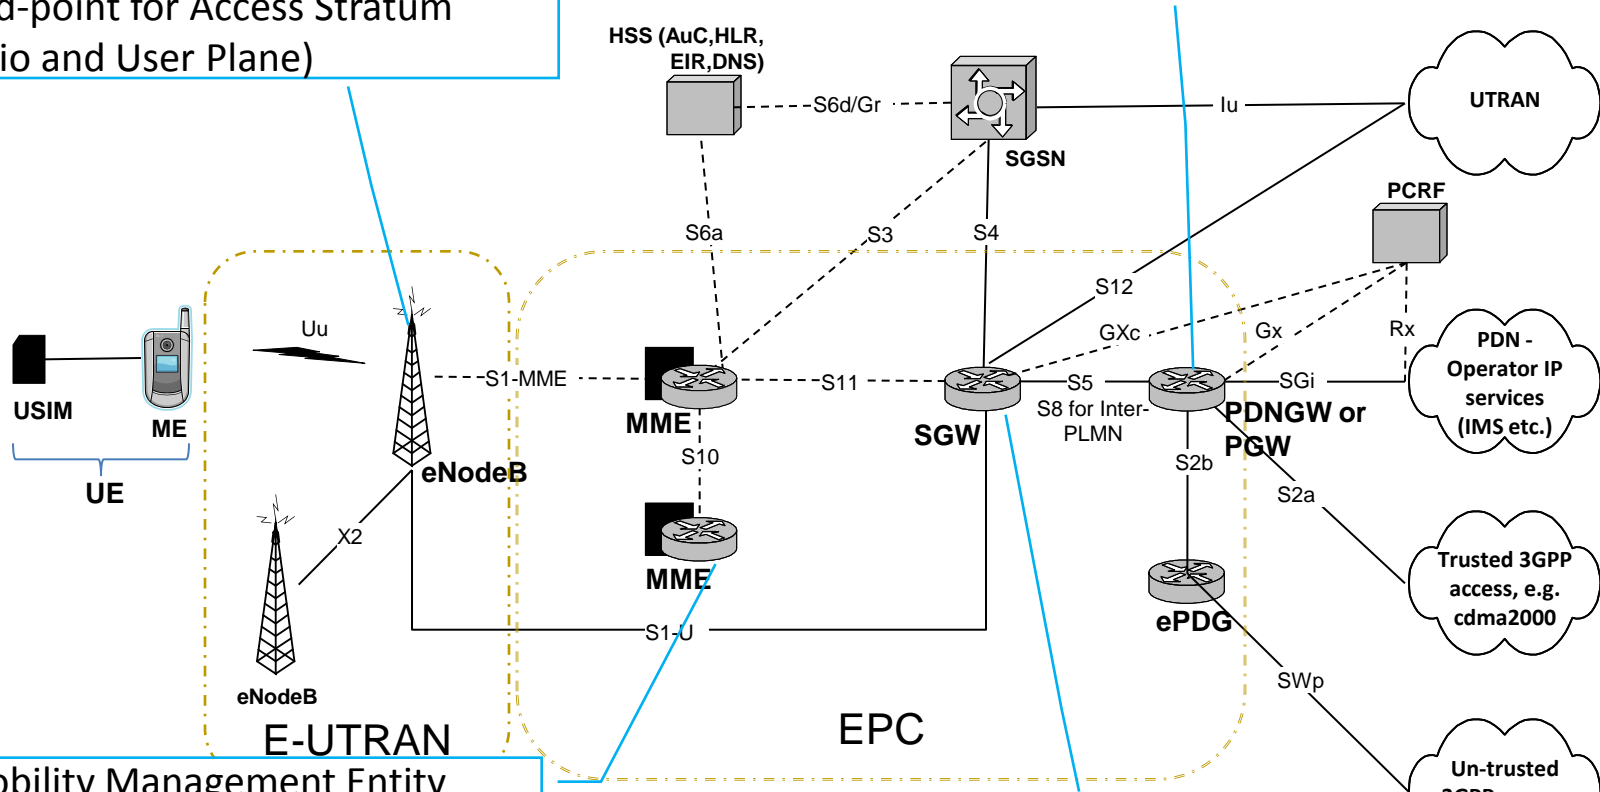 d-point for Access Stratum
io and User Plane)
HSS (AuC,HLR,
EIR,DNS)
S6d/Gr
SGSN
Iu
UTRAN
PCRF
S6a
S3
S4
S12
GXc
Gx
Rx
Uu
USIM
ME
UE
S1-MME
MME
S11
SGW
S5
S8 for Inter-
PLMN
SGi
PDNGW or
PGW
PDN -
Operator IP
services
(IMS etc.)
eNodeB
S10
S2b
S2a
X2
MME
ePDG
Trusted 3GPP
access, e.g.
cdma2000
S1-U
eNodeB
SWp
E-UTRAN
EPC
obility Management Entity
Un-trusted